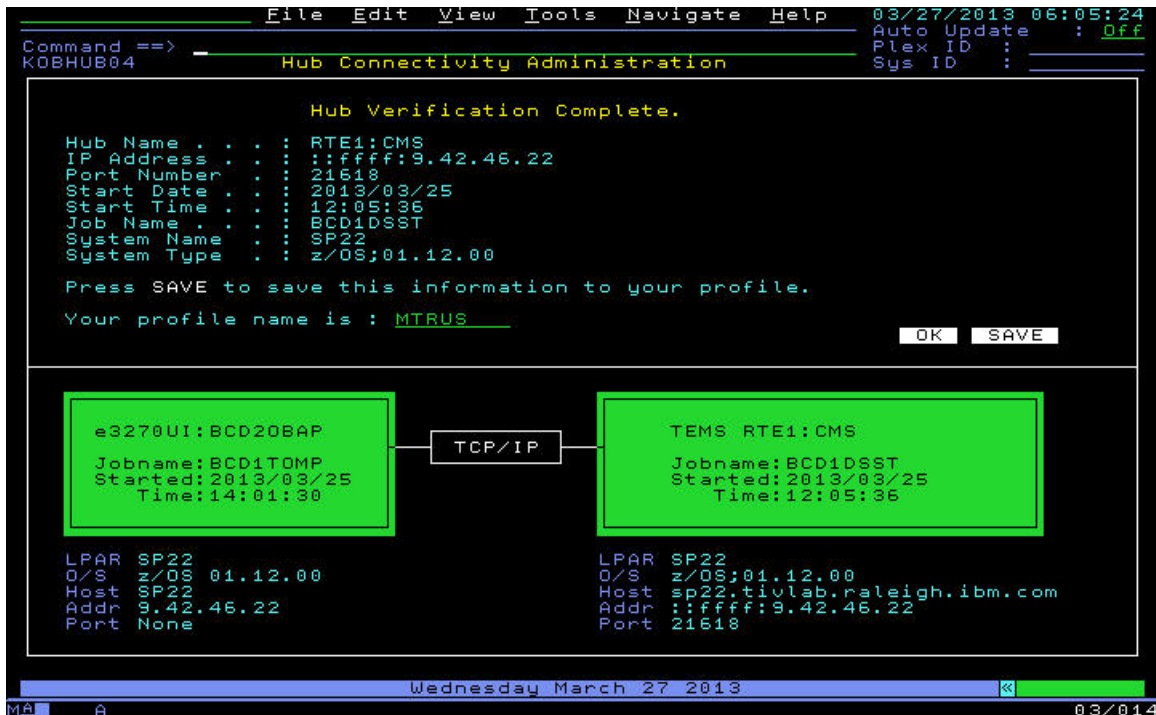 File Edit View Tools Navigate Help 03/27/2013 06:05:24
Auto Update : Off
Command ==> _ Plex ID :
KOBHUB04 Hub Connectivity Administration Sys ID :
Hub Verification Complete.
Hub Name . . . : RTE1:CMS
IP Address . . : ::ffff:9.42.46.22
Port Number . : 21618
Start Date . . : 2013/03/25
Start Time . . : 12:05:36
Job Name . . . : BCD1DSST
System Name . : SP22
System Type . : z/OS;01.12.00
Press SAVE to save this information to your profile.
Your profile name is : MTRUS
OK SAVE
e3270UI:BCD2OBAP
Jobname:BCD1TOMP
Started:2013/03/25
Time:14:01:30
TCP/IP
TEMS RTE1:CMS
Jobname:BCD1DSST
Started:2013/03/25
Time:12:05:36
LPAR SP22
O/S z/OS 01.12.00
Host SP22
Addr 9.42.46.22
Port None
LPAR SP22
O/S z/OS;01.12.00
Host sp22.tivlab.raleigh.ibm.com
Addr ::ffff:9.42.46.22
Port 21618
Wednesday March 27 2013 «
MA A 03/014